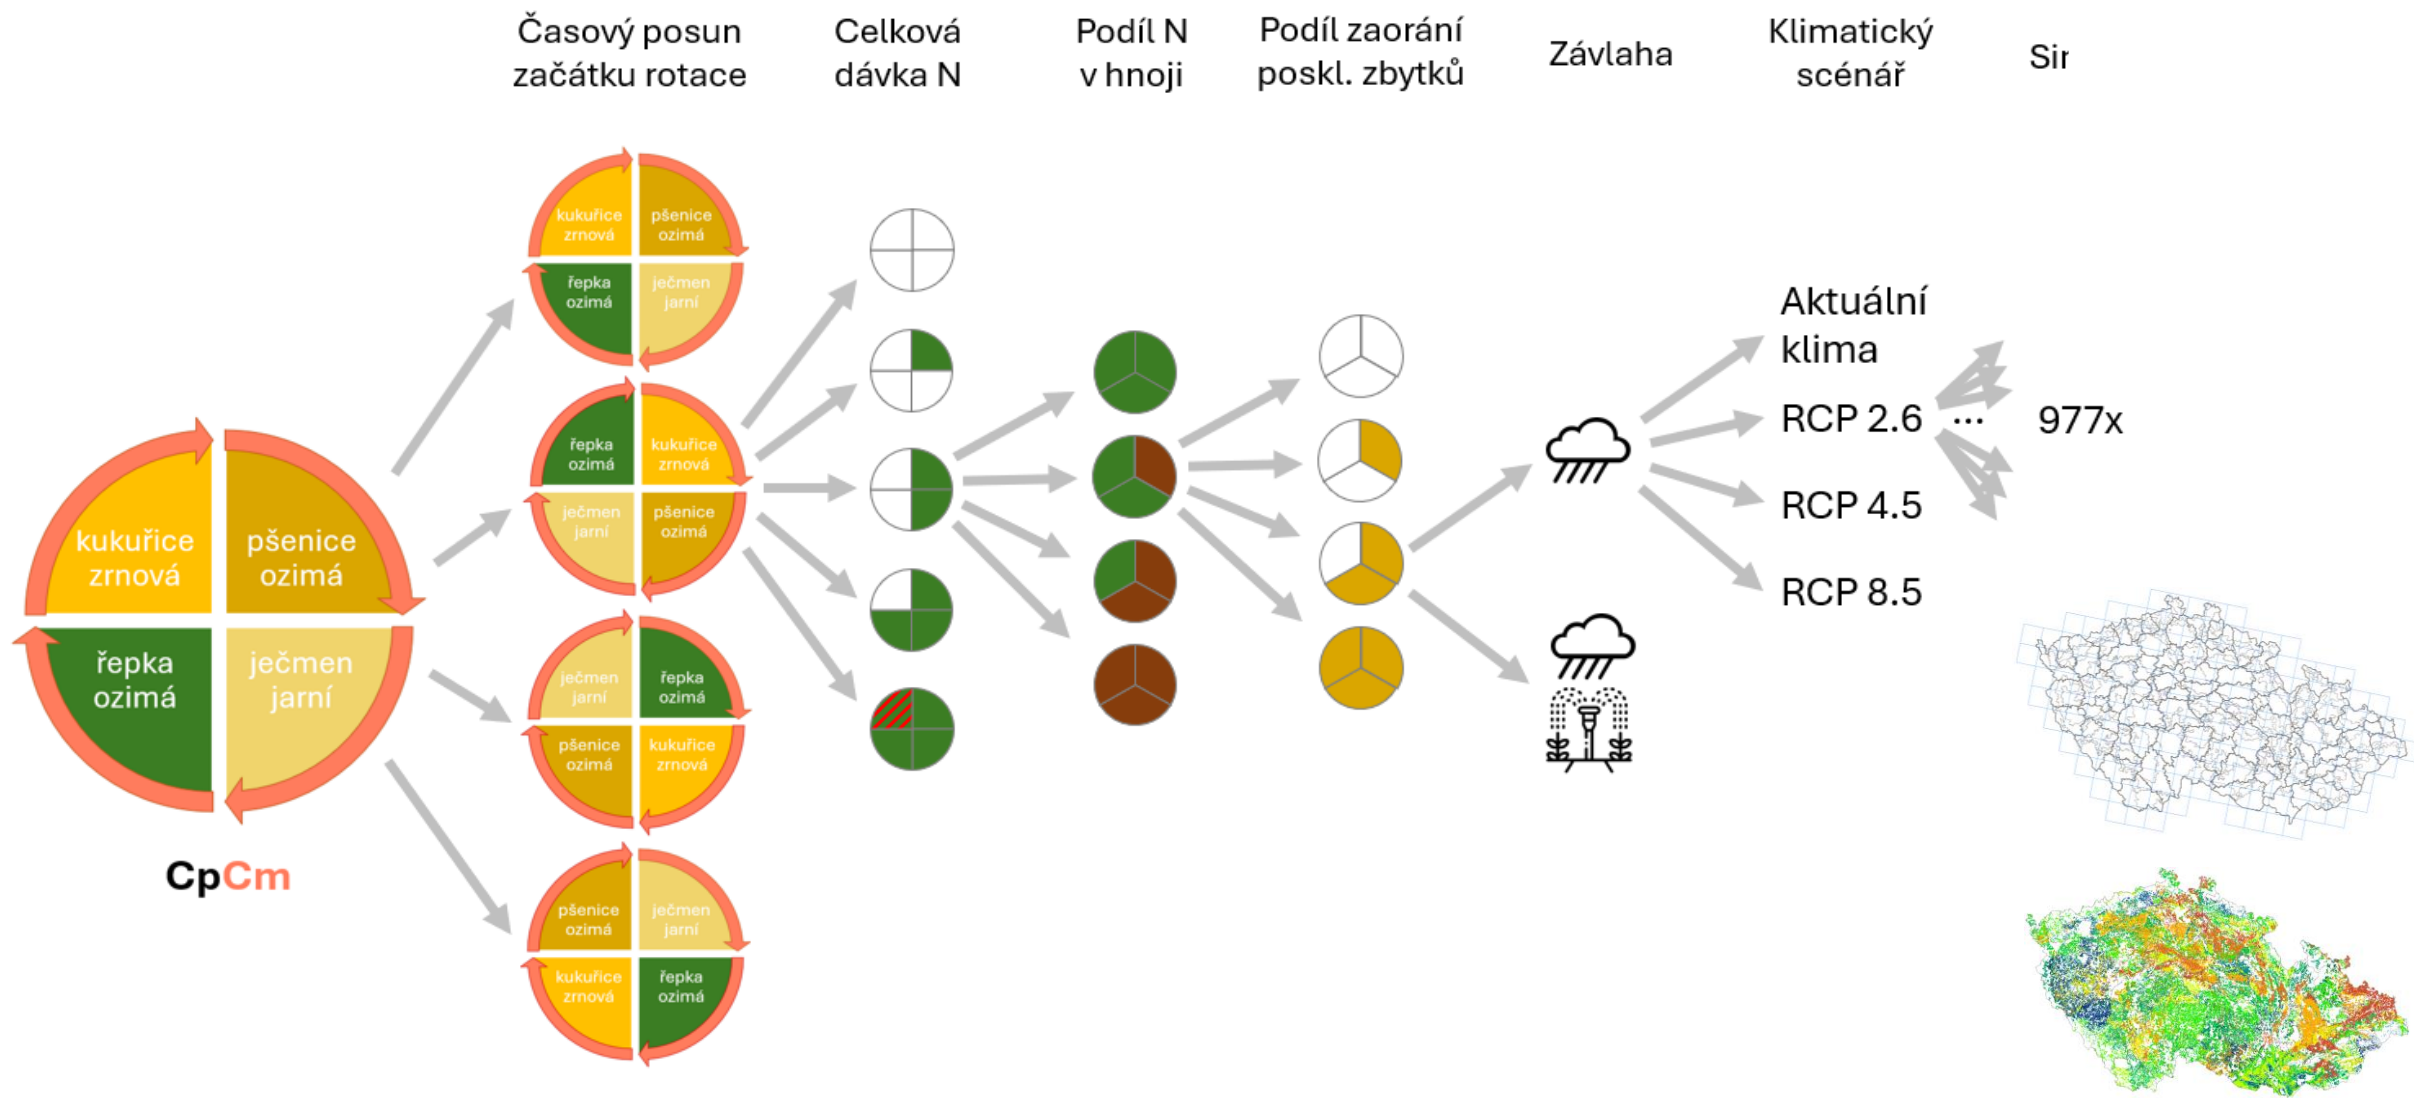 Časový posun
začátku rotace
Celková
dávka N
Podíl N
v hnoji
Podíl zaorání
poskl. zbytků
Závlaha
Klimatický
scénář
Sir
kukuřice
zrnová
pšenice
ozimá
řepka
ozimá
ječmen
jarní
CpCm
kukuřice
zrnová
pšenice
ozimá
řepka
ozimá
ječmen
jarní
řepka
ozimá
kukuřice
zrnová
ječmen
jarní
pšenice
ozimá
ječmen
jarní
řepka
ozimá
pšenice
ozimá
kukuřice
zrnová
pšenice
ozimá
ječmen
jarní
kukuřice
zrnová
řepka
ozimá
Aktuální
klima
RCP 2.6
RCP 4.5
RCP 8.5
...
977x